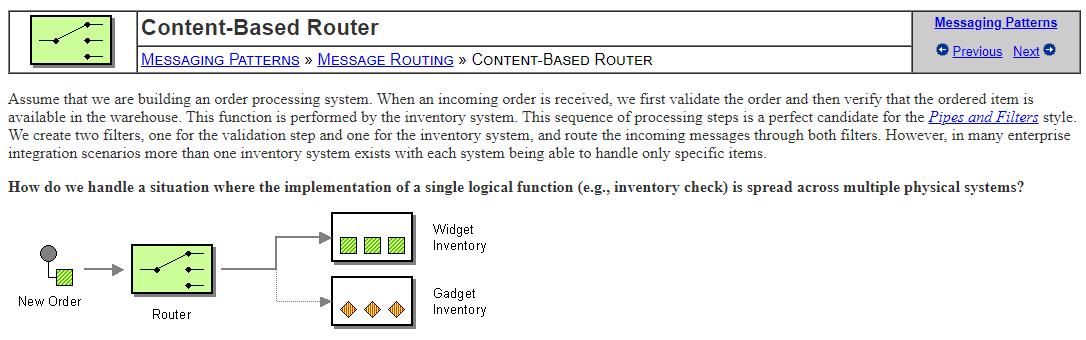 Content-Based Router
Messaging Patterns
MESSAGING PATTERNS » MESSAGE ROUTING » CONTENT-BASED ROUTER
Previous Next
Assume that we are building an order processing system. When an incoming order is received, we first validate the order and then verify that the ordered item is
available in the warehouse. This function is performed by the inventory system. This sequence of processing steps is a perfect candidate for the Pipes and Filters style.
We create two filters, one for the validation step and one for the inventory system, and route the incoming messages through both filters. However, in many enterprise
integration scenarios more than one inventory system exists with each system being able to handle only specific items.
How do we handle a situation where the implementation of a single logical function (e.g., inventory check) is spread across multiple physical systems?
Widget
Inventory
New Order
Router
Gadget
Inventory